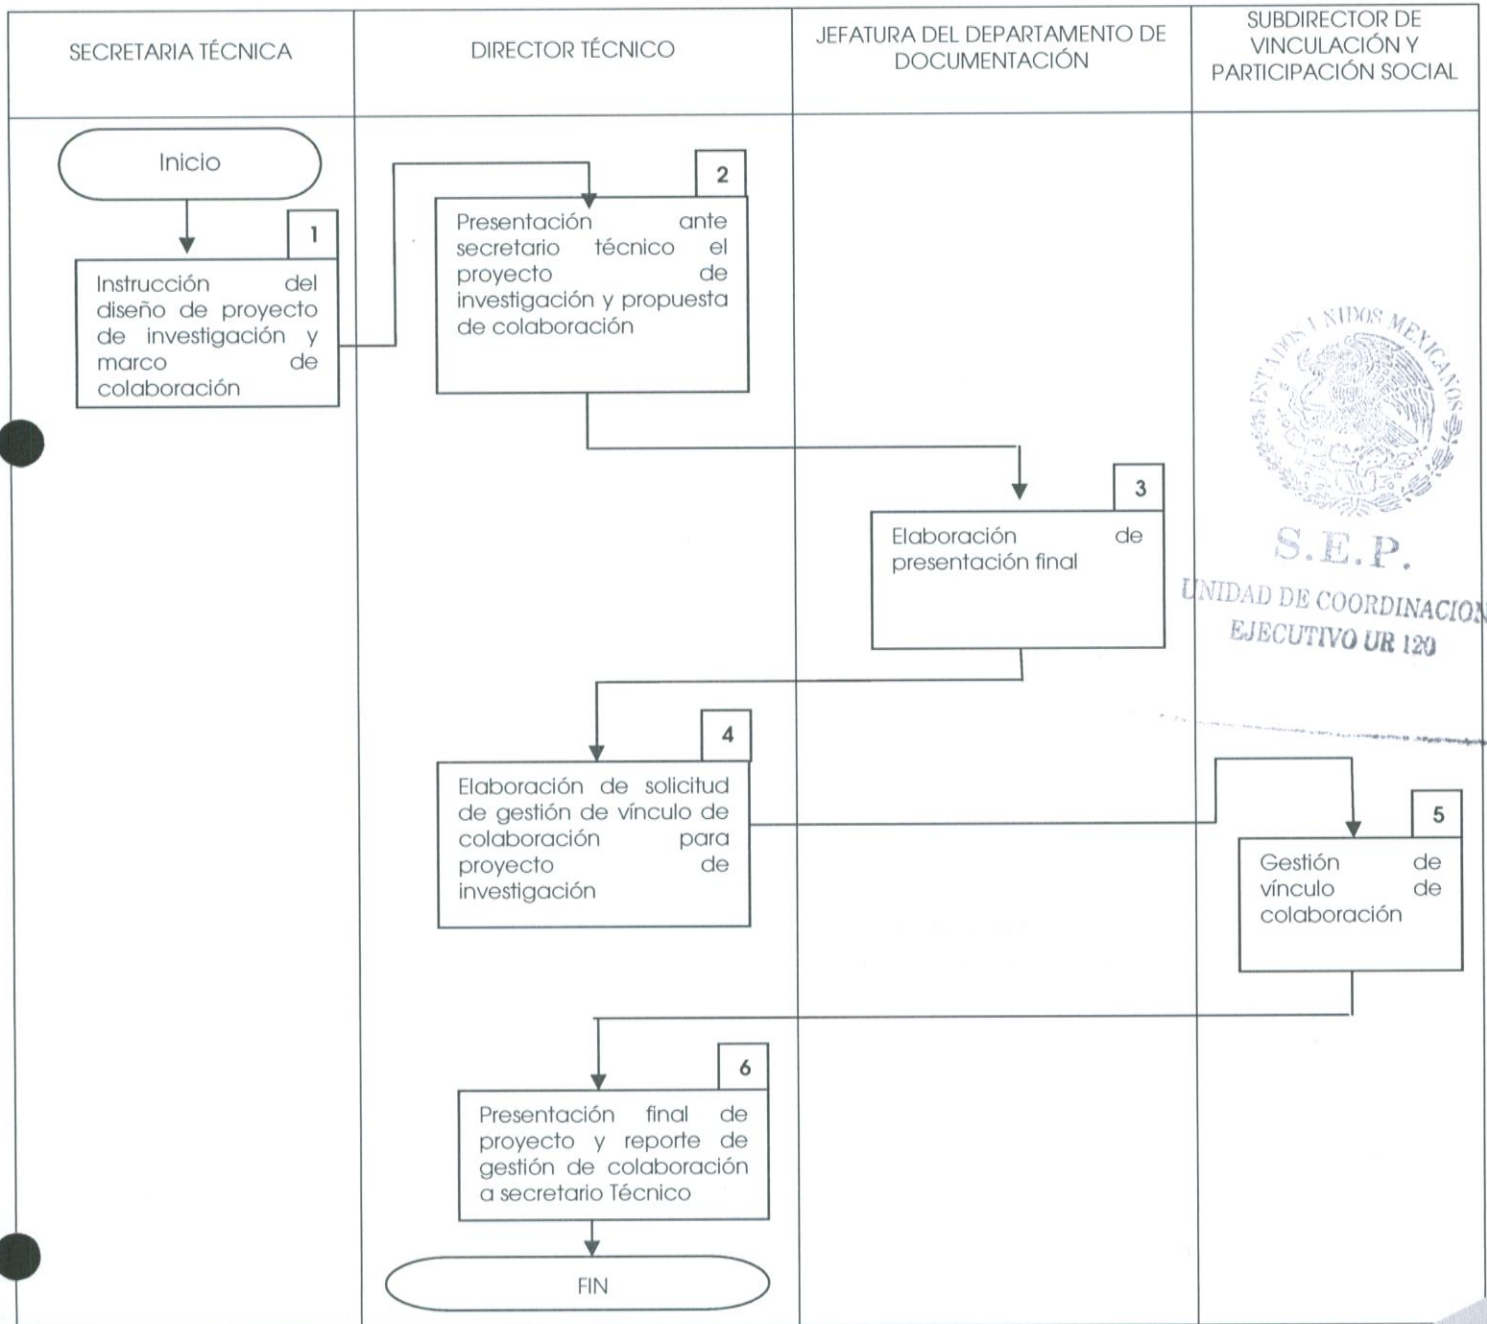 SECRETARIA TÉCNICA
DIRECTOR TÉCNICO
JEFATURA DEL DEPARTAMENTO DE
DOCUMENTACIÓN
SUBDIRECTOR DE
VINCULACIÓN Y
PARTICIPACIÓN SOCIAL
Inicio
1
Instrucción del
diseño de proyecto
de investigación y
marco de
colaboración
2
Presentación ante
secretario técnico el
proyecto de
investigación y propuesta
de colaboración
3
Elaboración de
presentación final
ESTADOS UNIDOS MEXICANOS
S.E.P.
UNIDAD DE COORDINACION
EJECUTIVO UR 120
4
Elaboración de solicitud
de gestión de vínculo de
colaboración para
proyecto de
investigación
5
Gestión de
vínculo de
colaboración
6
Presentación final de
proyecto y reporte de
gestión de colaboración
a secretario Técnico
FIN